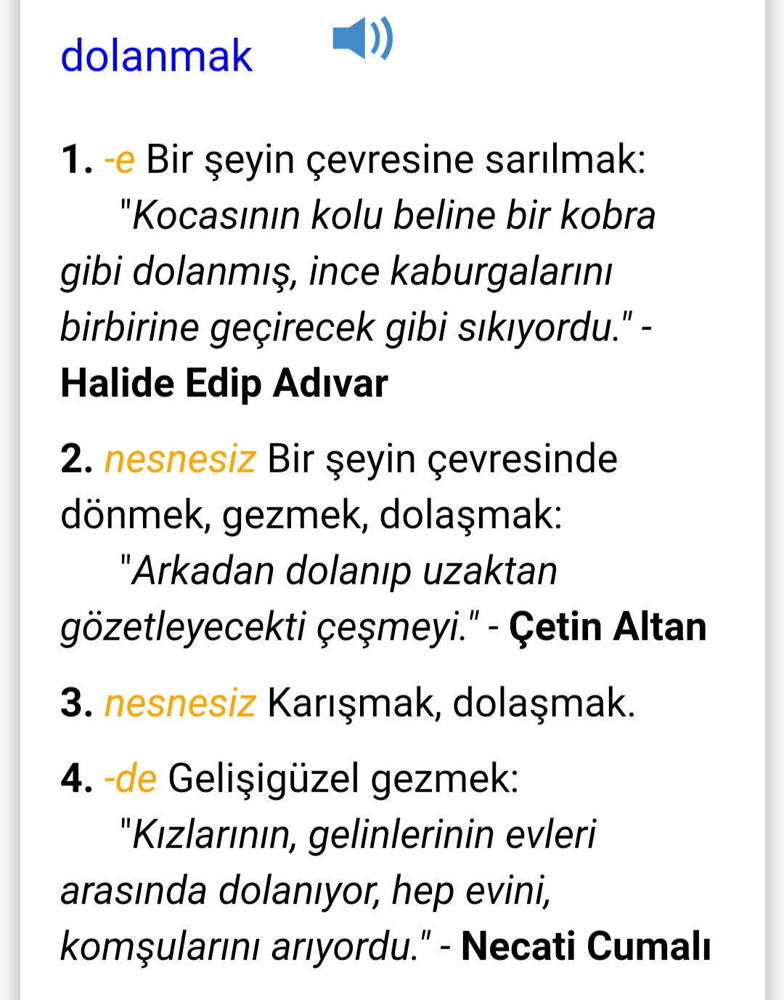 dolanmak
1. -e Bir şeyin çevresine sarılmak:
"Kocasının kolu beline bir kobra
gibi dolanmış, ince kaburgalarını
birbirine geçirecek gibi sıkıyordu." -
Halide Edip Adıvar
2. nesnesiz Bir şeyin çevresinde
dönmek, gezmek, dolaşmak:
"Arkadan dolanıp uzaktan
gözetleyecekti çeşmeyi." - Çetin Altan
3. nesnesiz Karışmak, dolaşmak.
4. -de Gelişigüzel gezmek:
"Kızlarının, gelinlerinin evleri
arasında dolanıyor, hep evini,
komşularını arıyordu." - Necati Cumalı